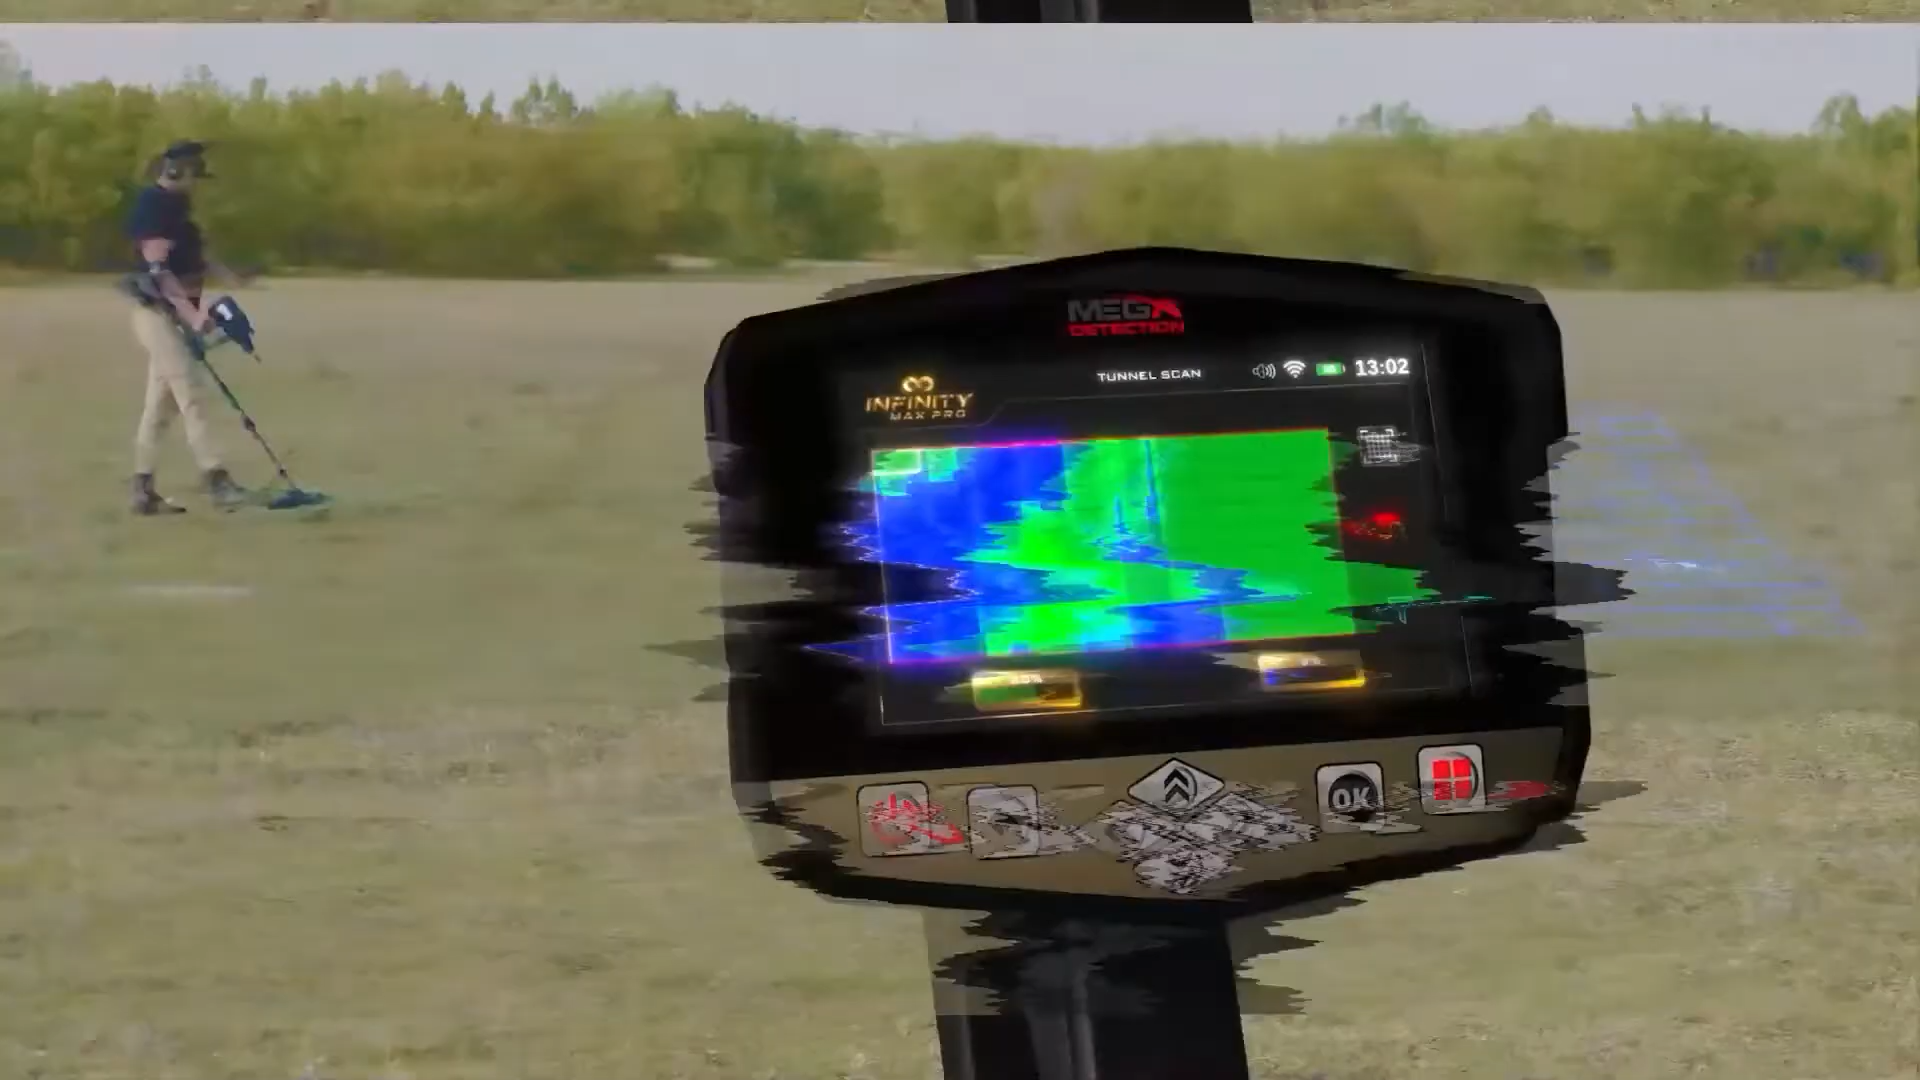 MEGA
DETECTION
TUNNEL SCAN
13:02
INFINITY
MAX PRO
OK